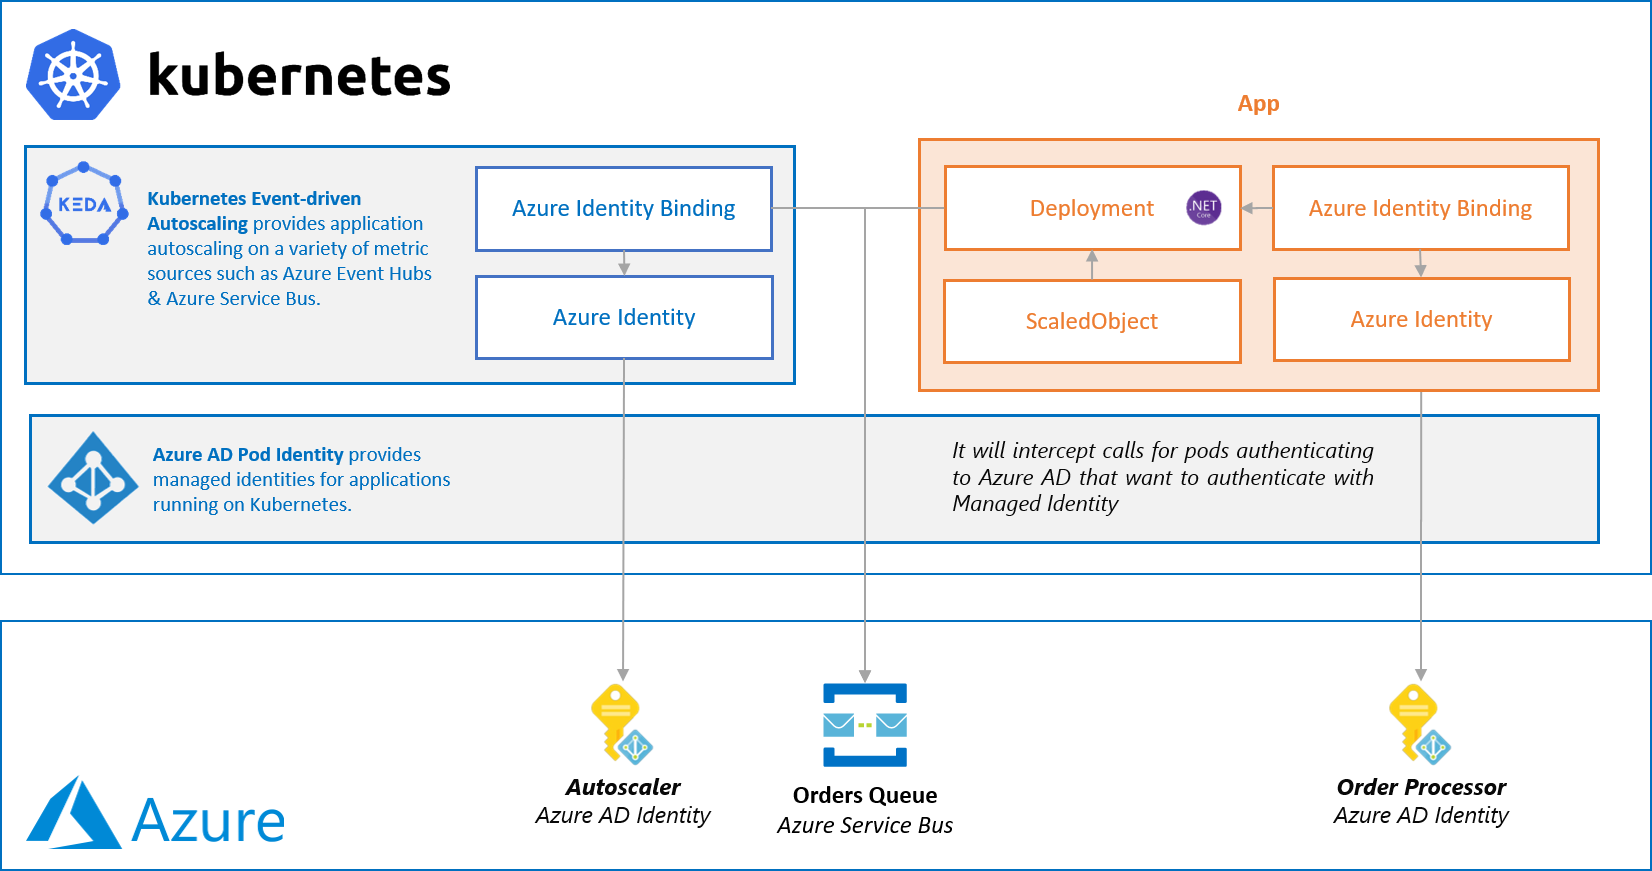 kubernetes
App
KEDA
Kubernetes Event-driven
Autoscaling provides application
autoscaling on a variety of metric
sources such as Azure Event Hubs
& Azure Service Bus.
Azure Identity Binding
Azure Identity
Deployment
.NET
Core
Azure Identity Binding
ScaledObject
Azure Identity
Azure AD Pod Identity provides
managed identities for applications
running on Kubernetes.
It will intercept calls for pods authenticating
to Azure AD that want to authenticate with
Managed Identity
Autoscaler
Azure AD Identity
Orders Queue
Azure Service Bus
Order Processor
Azure AD Identity
Azure